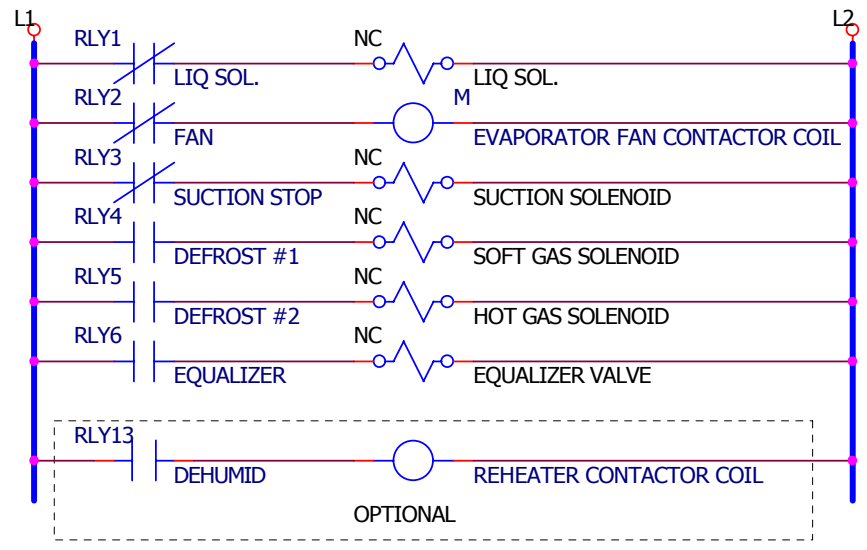 L1 L2
RLY1 NC
LIQ SOL. LIQ SOL.
RLY2 M
FAN EVAPORATOR FAN CONTACTOR COIL
RLY3 NC
SUCTION STOP SUCTION SOLENOID
RLY4 NC
DEFROST #1 SOFT GAS SOLENOID
RLY5 NC
DEFROST #2 HOT GAS SOLENOID
RLY6 NC
EQUALIZER EQUALIZER VALVE
RLY13
DEHUMID REHEATER CONTACTOR COIL
OPTIONAL